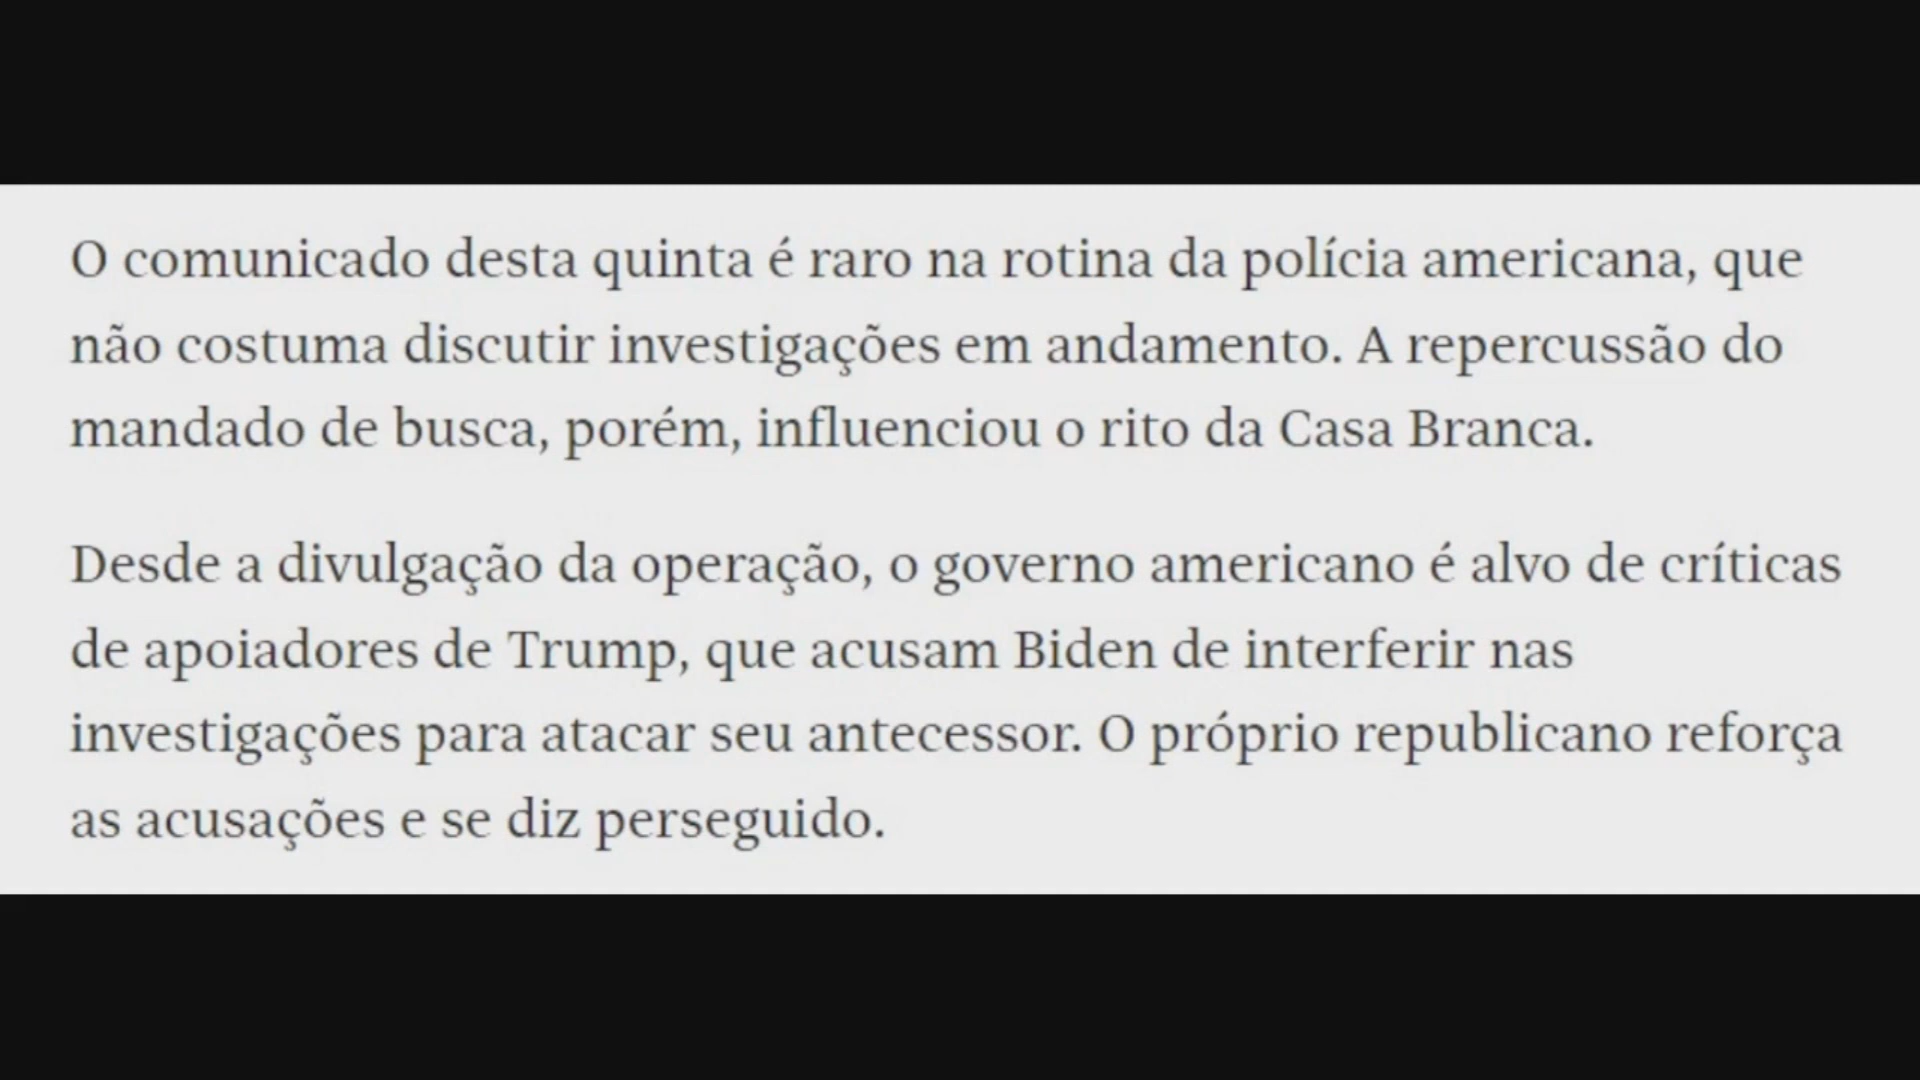 O comunicado desta quinta é raro na rotina da polícia americana, que
não costuma discutir investigações em andamento. A repercussão do
mandado de busca, porém, influenciou o rito da Casa Branca.
Desde a divulgação da operação, o governo americano é alvo de críticas
de apoiadores de Trump, que acusam Biden de interferir nas
investigações para atacar seu antecessor. O próprio republicano reforça
as acusações e se diz perseguido.